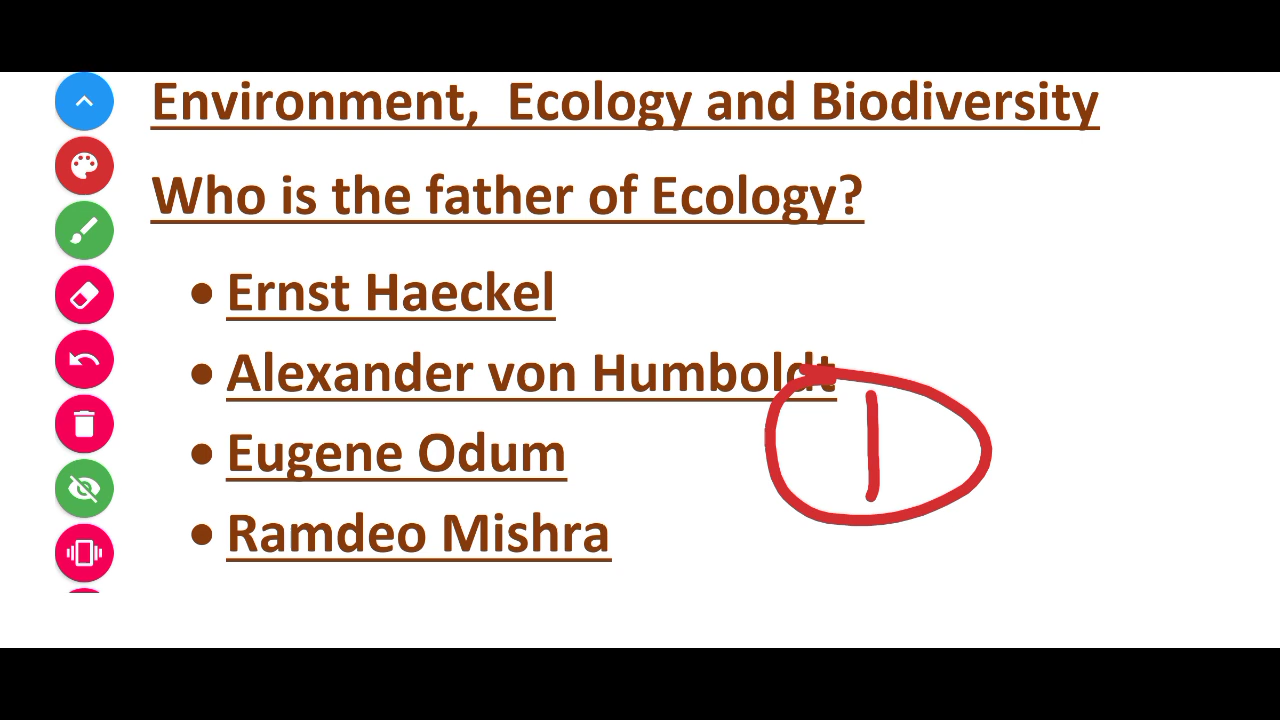 Environment,  Ecology and Biodiversity
Who is the father of Ecology?
• Ernst Haeckel
• Alexander von Humboldt
• Eugene Odum
• Ramdeo Mishra
1